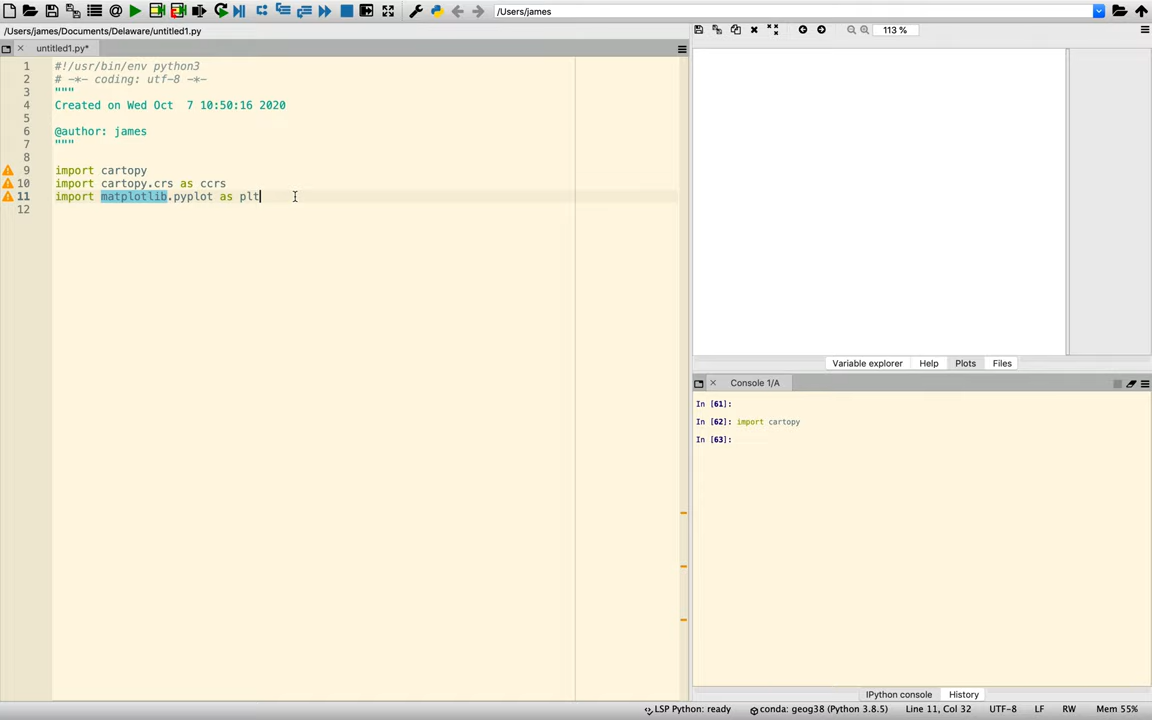 /Users/james
/Users/james/Documents/Delaware/untitled1.py
untitled1.py*
113 %
1 #!/usr/bin/env python3
2 # -*- coding: utf-8 -*-
3 """
4 Created on Wed Oct  7 10:50:16 2020
5
6 @author: james
7 """
8
9 import cartopy
10 import cartopy.crs as ccrs
11 import matplotlib.pyplot as plt
12
Variable explorer Help Plots Files
Console 1/A
In [61]:
In [62]: import cartopy
In [63]:
IPython console History
LSP Python: ready conda: geog38 (Python 3.8.5) Line 11, Col 32 UTF-8 LF RW Mem 55%